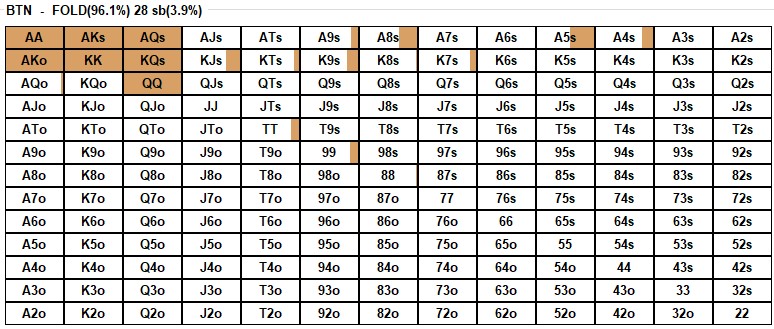 BTN - FOLD(96.1%) 28 sb(3.9%)
AA AKs AQs AJs ATs A9s A8s A7s A6s A5s A4s A3s A2s
AKo KK KQs KJs KTs K9s K8s K7s K6s K5s K4s K3s K2s
AQo KQo QQ QJs QTs Q9s Q8s Q7s Q6s Q5s Q4s Q3s Q2s
AJo KJo QJo JJ JTs J9s J8s J7s J6s J5s J4s J3s J2s
ATo KTo QTo JTo TT T9s T8s T7s T6s T5s T4s T3s T2s
A9o K9o Q9o J9o T9o 99 98s 97s 96s 95s 94s 93s 92s
A8o K8o Q8o J8o T8o 98o 88 87s 86s 85s 84s 83s 82s
A7o K7o Q7o J7o T7o 97o 87o 77 76s 75s 74s 73s 72s
A6o K6o Q6o J6o T6o 96o 86o 76o 66 65s 64s 63s 62s
A5o K5o Q5o J5o T5o 95o 85o 75o 65o 55 54s 53s 52s
A4o K4o Q4o J4o T4o 94o 84o 74o 64o 54o 44 43s 42s
A3o K3o Q3o J3o T3o 93o 83o 73o 63o 53o 43o 33 32s
A2o K2o Q2o J2o T2o 92o 82o 72o 62o 52o 42o 32o 22